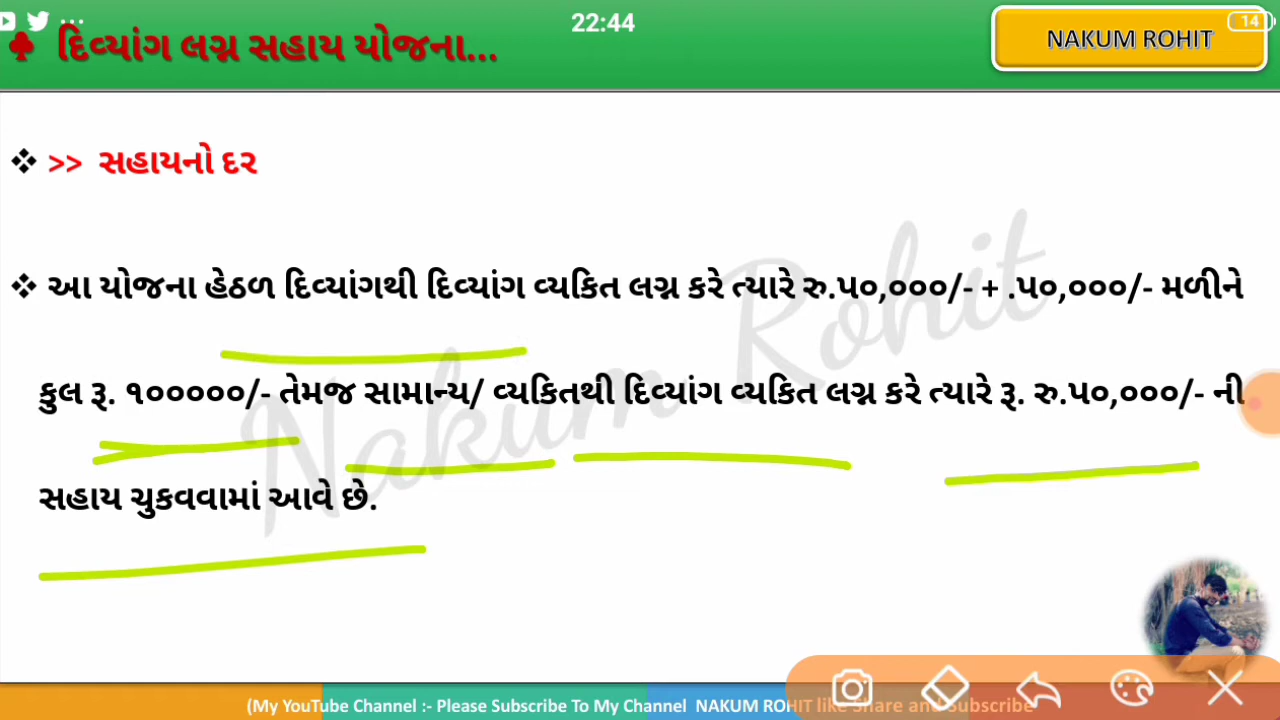 22:44
14
♣ દિવ્યાંગ લગ્ન સહાય યોજના...
NAKUM ROHIT
❖ >> સહાયનો દર
❖ આ યોજના હેઠળ દિવ્યાંગથી દિવ્યાંગ વ્યકિત લગ્ન કરે ત્યારે રુ.૫૦,૦૦૦/- + .૫૦,૦૦૦/- મળીને
કુલ રૂ. ૧૦૦૦૦૦/- તેમજ સામાન્ય/ વ્યકિતથી દિવ્યાંગ વ્યકિત લગ્ન કરે ત્યારે રૂ. રુ.૫૦,૦૦૦/- ની
સહાય ચુકવવામાં આવે છે.
Nakum Rohit
(My YouTube Channel :- Please Subscribe To My Channel NAKUM ROHIT like Share and Subscribe